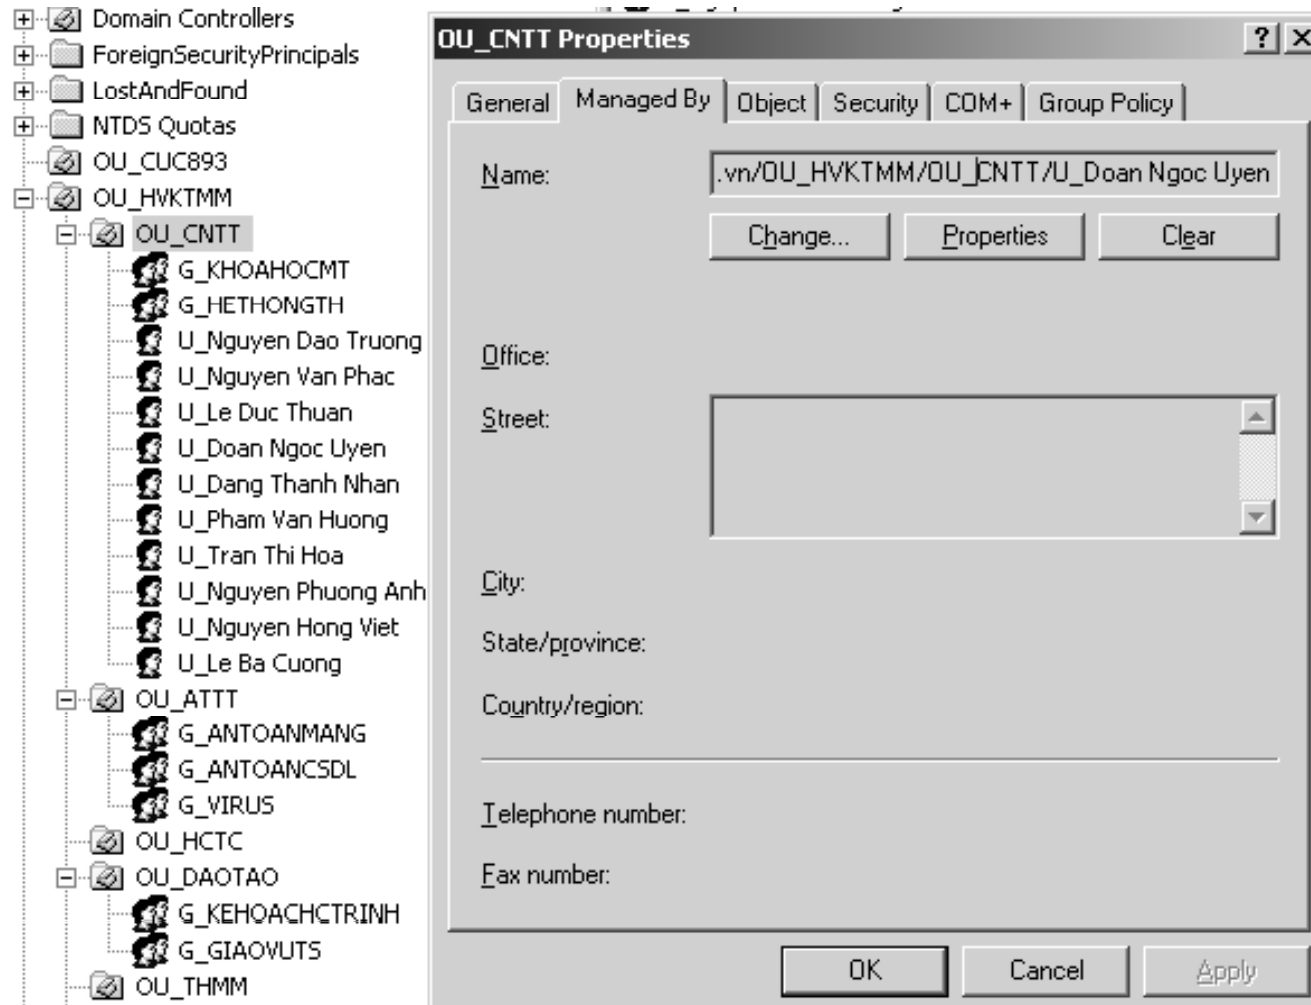 Domain Controllers
ForeignSecurityPrincipals
LostAndFound
NTDS Quotas
OU_CUC893
OU_HVKTMM
OU_CNTT
G_KHOAHOCMT
G_HETHONGTH
U_Nguyen Dao Truong
U_Nguyen Van Phac
U_Le Duc Thuan
U_Doan Ngoc Uyen
U_Dang Thanh Nhan
U_Pham Van Huong
U_Tran Thi Hoa
U_Nguyen Phuong Anh
U_Nguyen Hong Viet
U_Le Ba Cuong
OU_ATTT
G_ANTOANMANG
G_ANTOANCSDL
G_VIRUS
OU_HCTC
OU_DAOTAO
G_KEHOACHCTRINH
G_GIAOVUTS
OU_THMM
OU_CNTT Properties
General Managed By Object Security COM+ Group Policy
Name: .vn/OU_HVKTMM/OU_CNTT/U_Doan Ngoc Uyen
Change... Properties Clear
Office:
Street:
City:
State/province:
Country/region:
Telephone number:
Fax number:
OK Cancel Apply